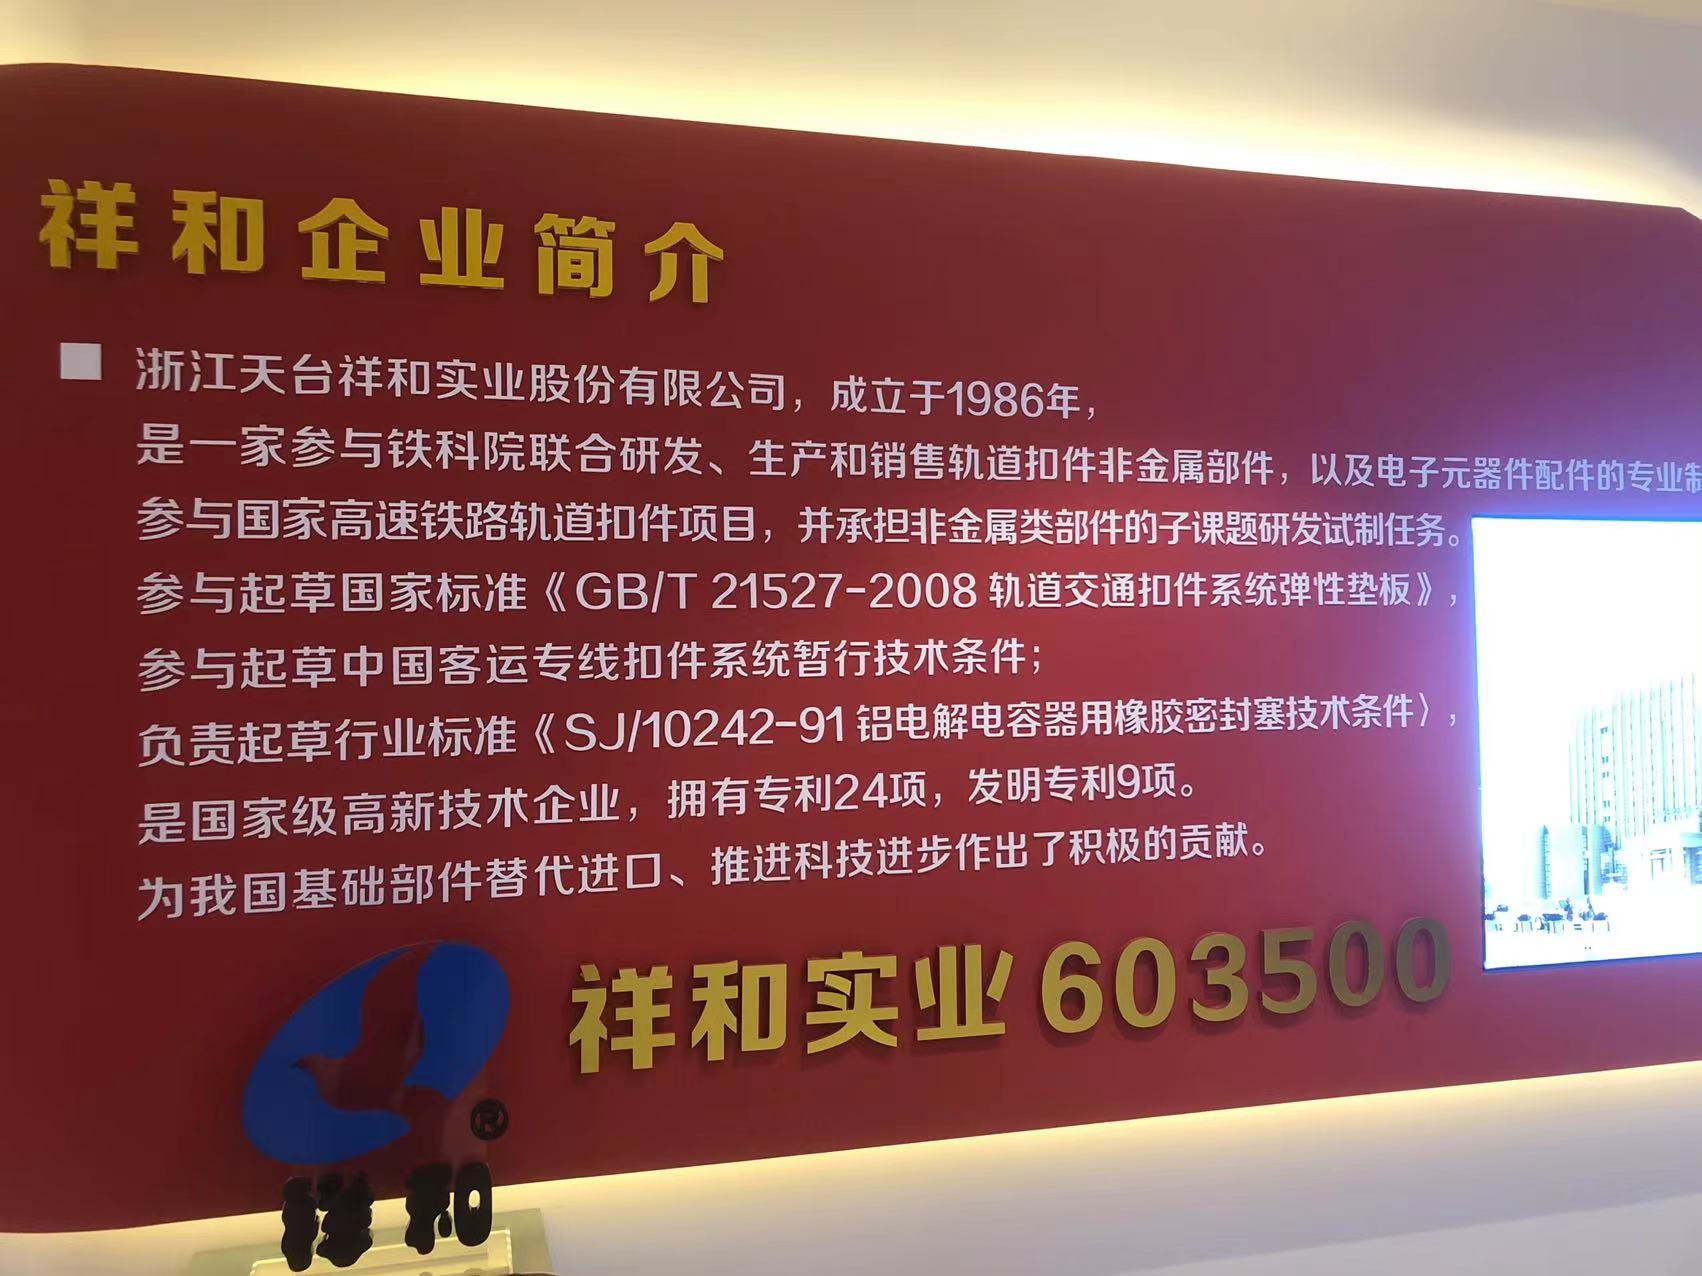 祥和企业简介
浙江天台祥和实业股份有限公司，成立于1986年，
是一家参与铁科院联合研发、生产和销售轨道扣件非金属部件，以及电子元器件配件的专业制
参与国家高速铁路轨道扣件项目，并承担非金属类部件的子课题研发试制任务。
参与起草国家标准《GB/T 21527-2008 轨道交通扣件系统弹性垫板》，
参与起草中国客运专线扣件系统暂行技术条件；
负责起草行业标准《SJ/10242-91 铝电解电容器用橡胶密封塞技术条件〉，
是国家级高新技术企业，拥有专利24项，发明专利9项。
为我国基础部件替代进口、推进科技进步作出了积极的贡献。
祥和实业 603500
®
祥和